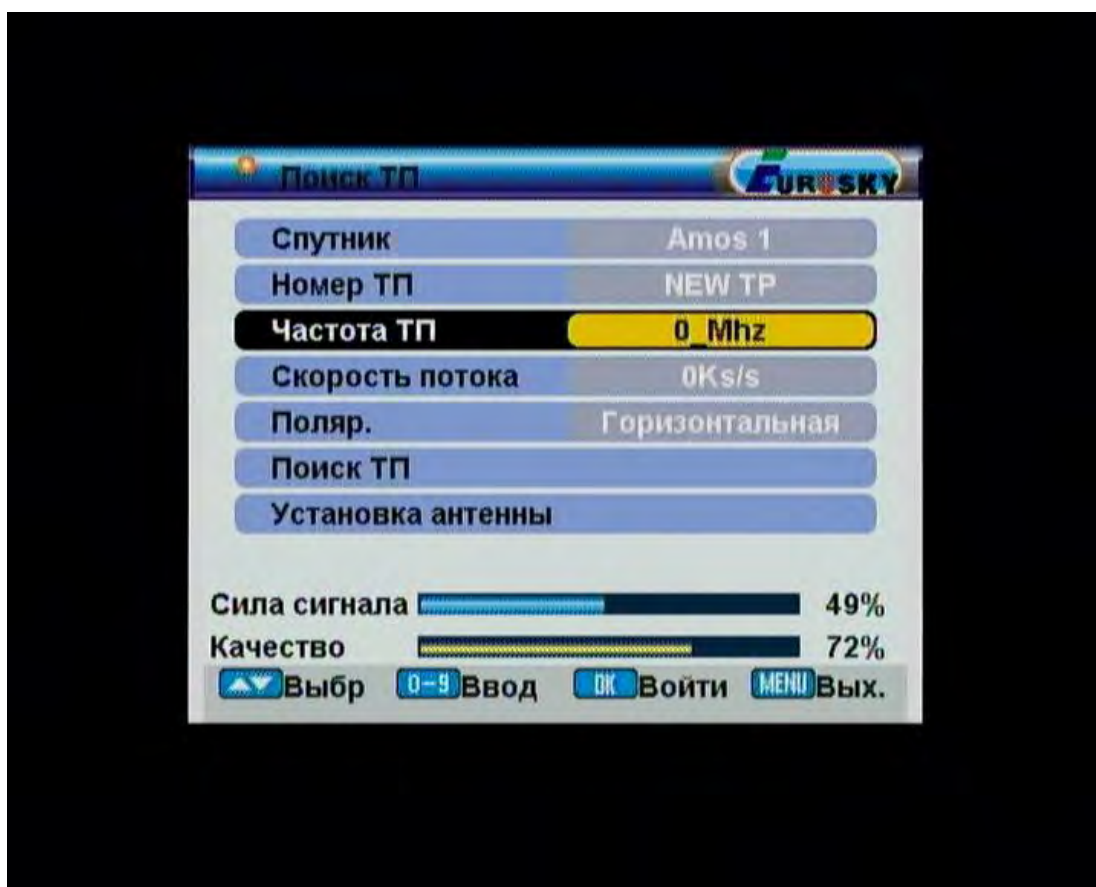 Поиск ТП
EUROSKY
Спутник Amos 1
Номер ТП NEW TP
Частота ТП 0_Mhz
Скорость потока 0Ks/s
Поляр. Горизонтальная
Поиск ТП
Установка антенны
Сила сигнала 49%
Качество 72%
Выбр 0-9 Ввод OK Войти MENU Вых.